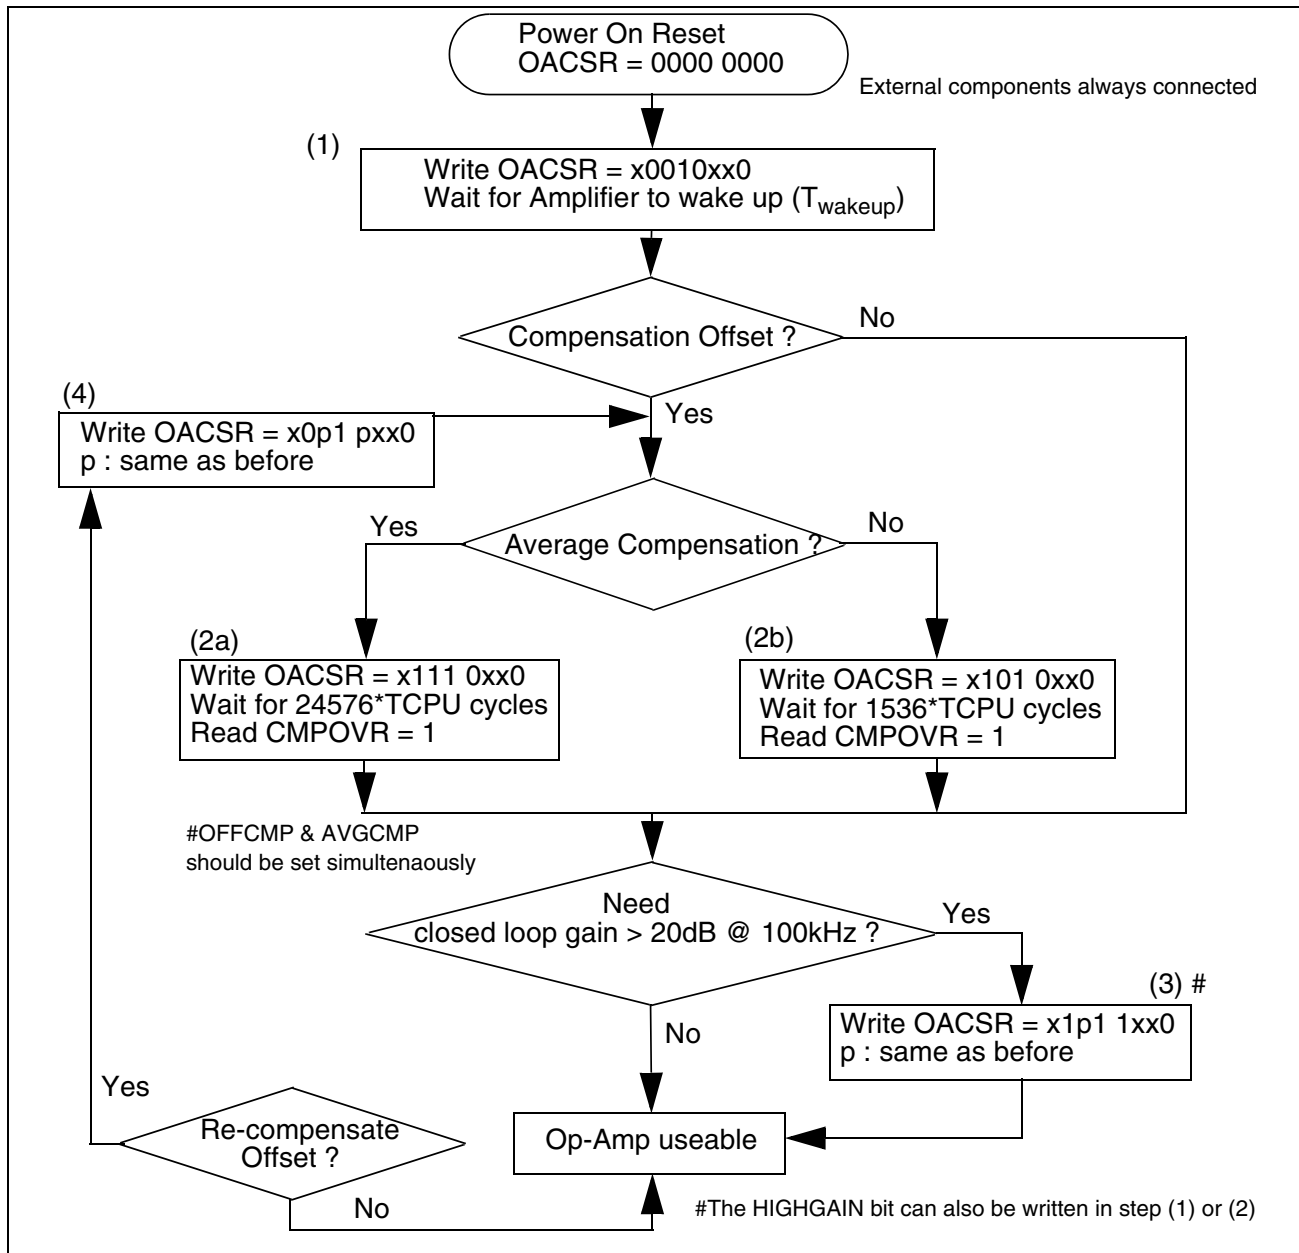 Power On Reset
OACSR = 0000 0000
External components always connected
(1)
Write OACSR = x0010xx0
Wait for Amplifier to wake up (Twakeup)
Compensation Offset ?
No
Yes
(4)
Write OACSR = x0p1 pxx0
p : same as before
Average Compensation ?
Yes
No
(2a)
Write OACSR = x111 0xx0
Wait for 24576*TCPU cycles
Read CMPOVR = 1
(2b)
Write OACSR = x101 0xx0
Wait for 1536*TCPU cycles
Read CMPOVR = 1
#OFFCMP & AVGCMP
should be set simultenaously
Need
closed loop gain > 20dB @ 100kHz ?
Yes
No
(3) #
Write OACSR = x1p1 1xx0
p : same as before
Yes
Re-compensate
Offset ?
No
Op-Amp useable
#The HIGHGAIN bit can also be written in step (1) or (2)